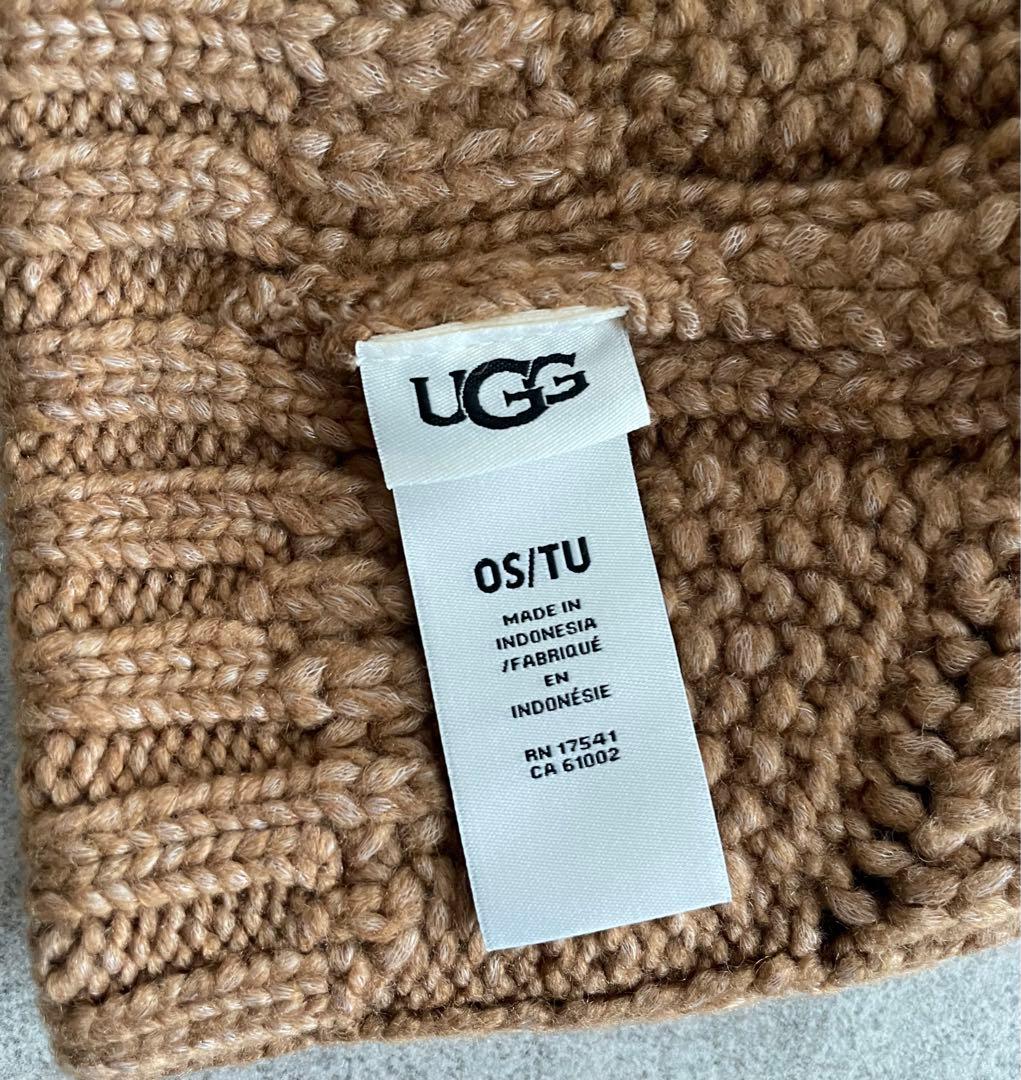 UGG
OS/TU
MADE IN
INDONESIA
/FABRIQUÉ
EN
INDONÉSIE
RN 17541
CA 61002